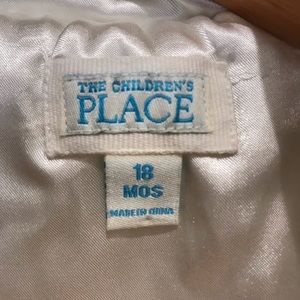 THE CHILDREN'S
PLACE
18
MOS
MADE IN CHINA